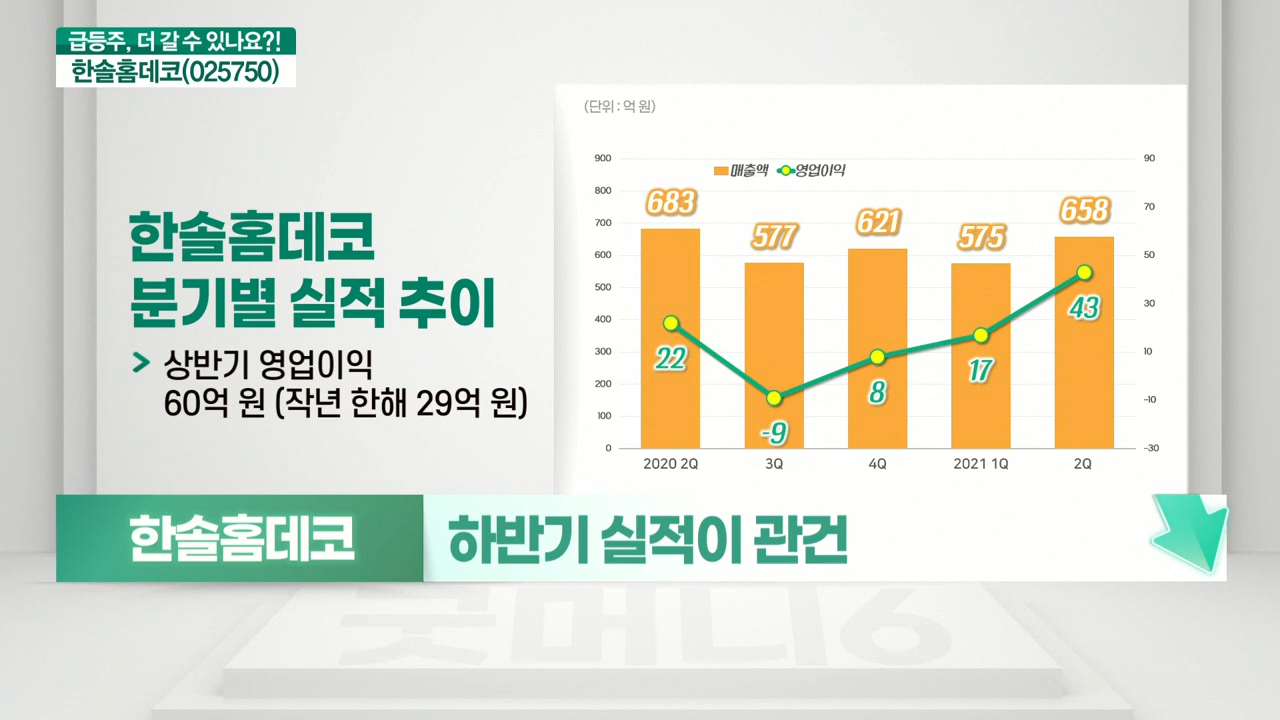 급등주, 더 갈 수 있나요?!
한솔홈데코(025750)
(단위 : 억 원)
매출액 영업이익
900 90
800
700 70
600
500 50
400
300 30
200
100 10
0 -10
-30
683 577 621 575 658
22 -9 8 17 43
2020 2Q 3Q 4Q 2021 1Q 2Q
한솔홈데코
분기별 실적 추이
> 상반기 영업이익
60억 원 (작년 한해 29억 원)
한솔홈데코 하반기 실적이 관건
굿머니6